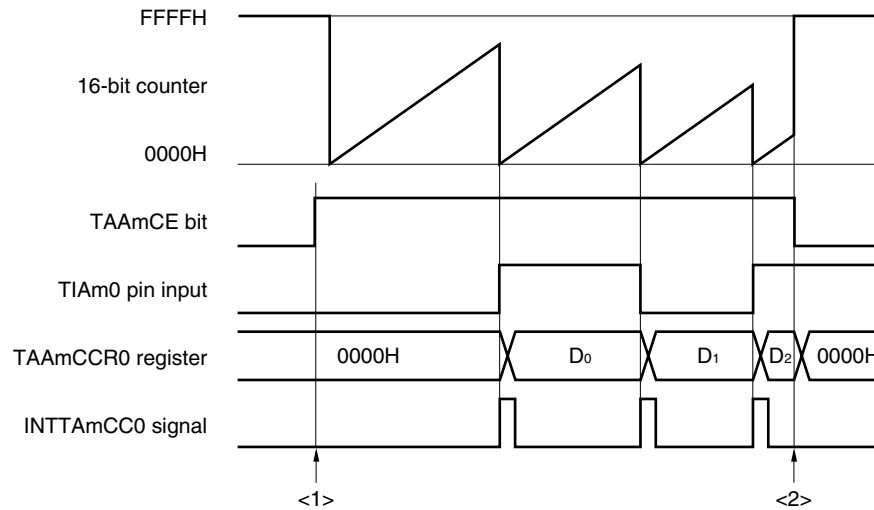 FFFFH
16-bit counter
0000H
TAAmCE bit
TIAm0 pin input
TAAmCCR0 register 0000H D0 D1 D2 0000H
INTTAmCC0 signal
<1> <2>